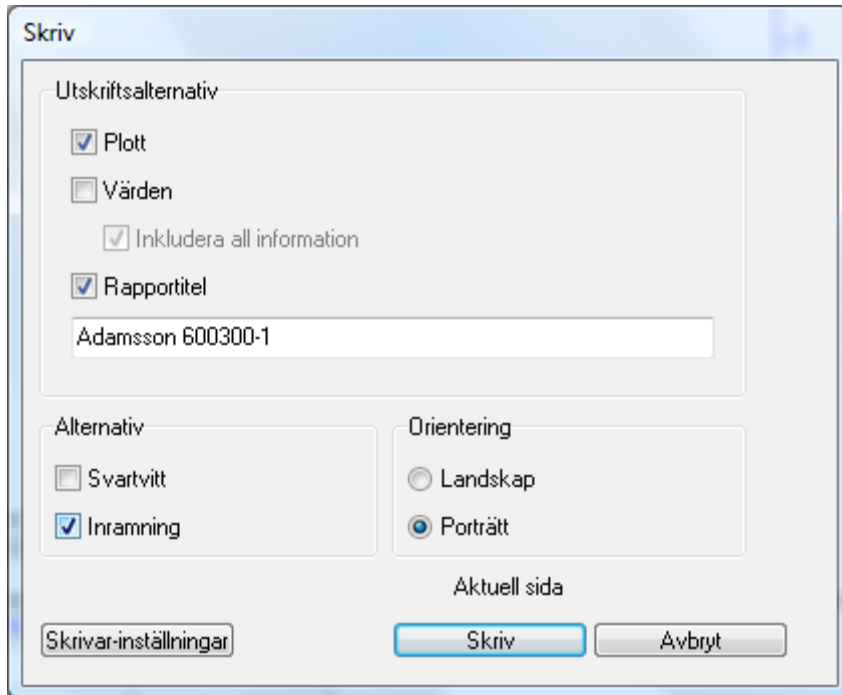 Skriv
Utskriftsalternativ
Plott
Värden
Inkludera all information
Rapportitel
Adamsson 600300-1
Alternativ
Svartvitt
Inramning
Orientering
Landskap
Porträtt
Aktuell sida
Skrivar-inställningar
Skriv
Avbryt